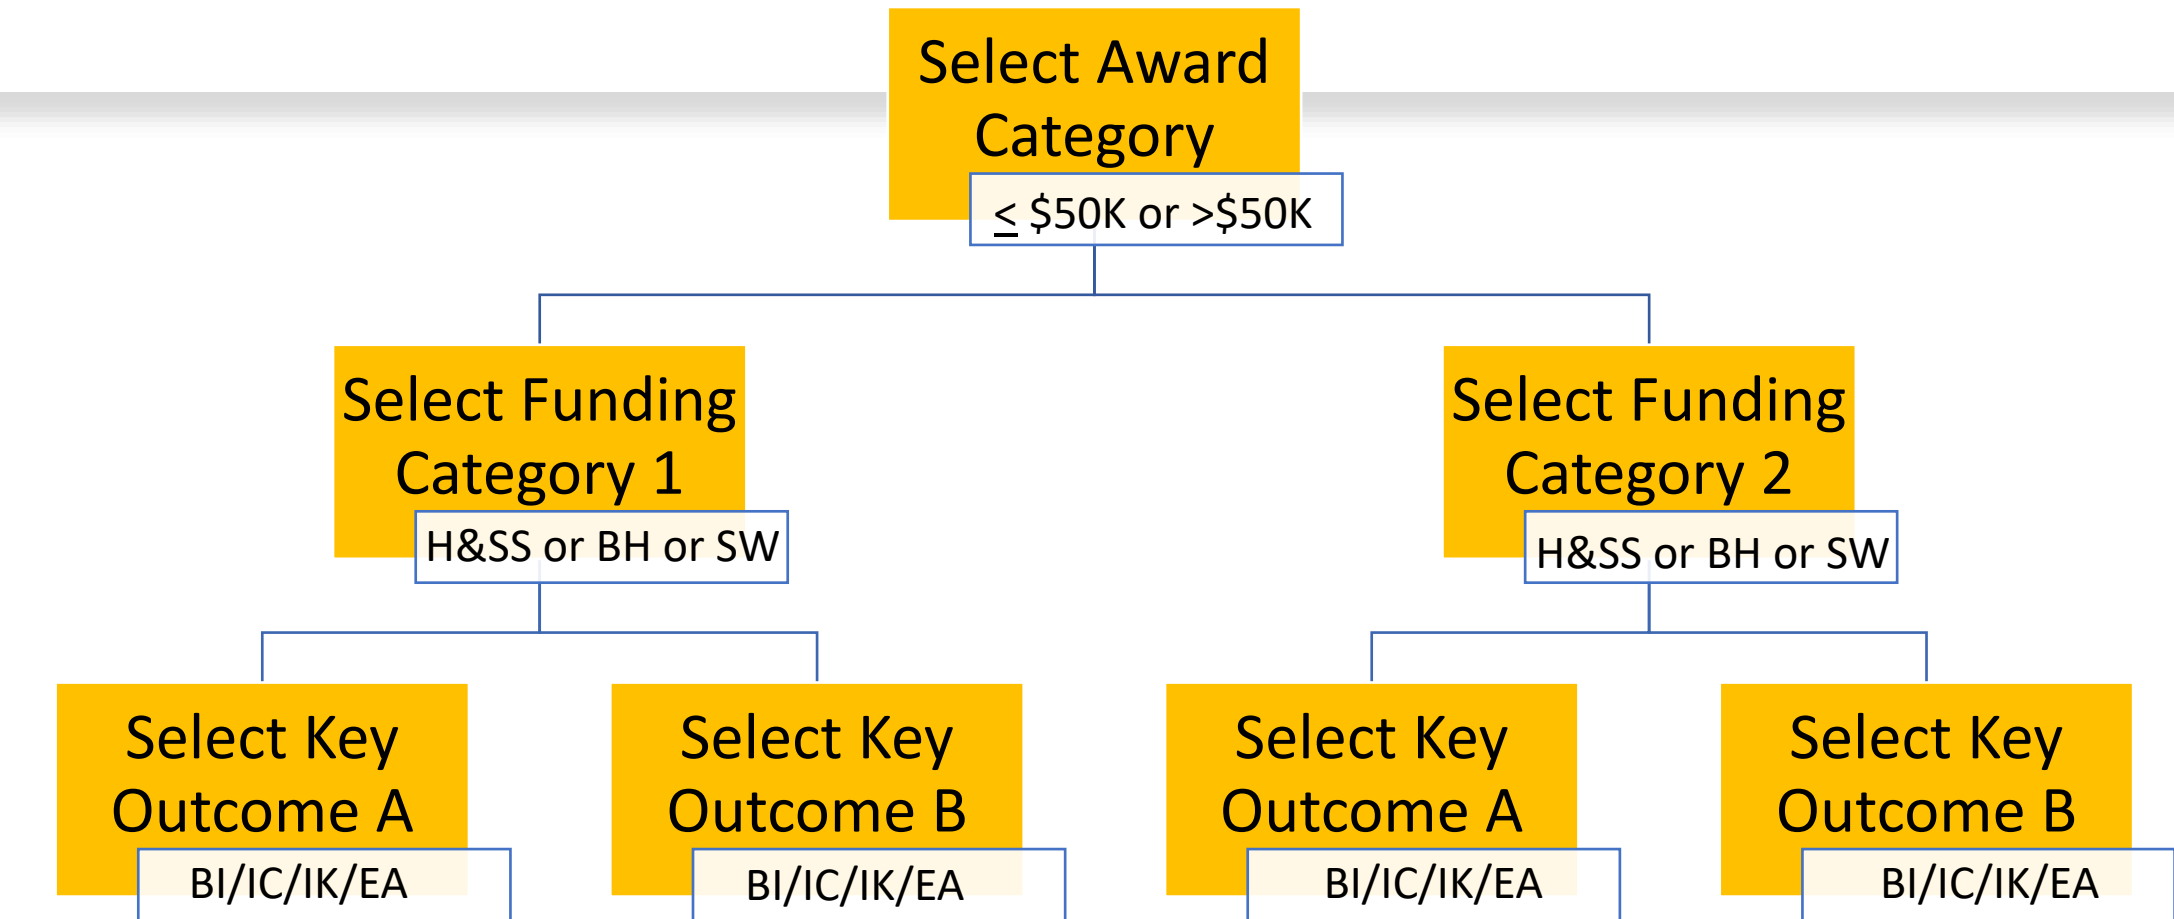 Select Award
Category
≤ $50K or >$50K
Select Funding
Category 1
H&SS or BH or SW
Select Funding
Category 2
H&SS or BH or SW
Select Key
Outcome A
BI/IC/IK/EA
Select Key
Outcome B
BI/IC/IK/EA
Select Key
Outcome A
BI/IC/IK/EA
Select Key
Outcome B
BI/IC/IK/EA